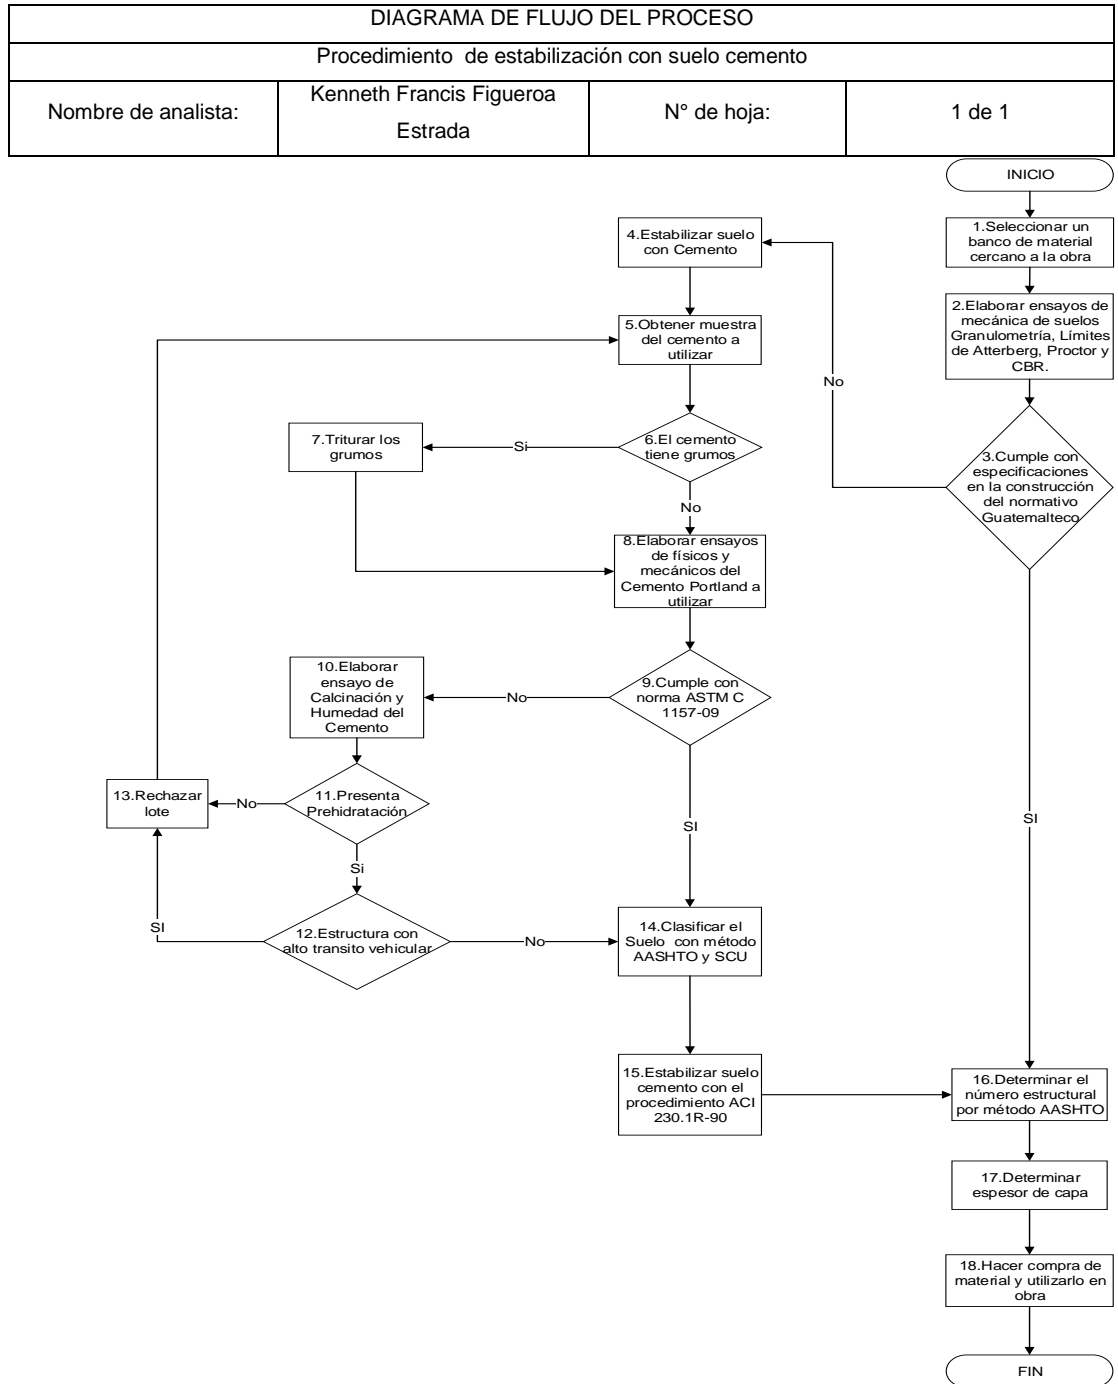 DIAGRAMA DE FLUJO DEL PROCESO
Procedimiento de estabilización con suelo cemento
Nombre de analista:
Kenneth Francis Figueroa
Estrada
N° de hoja:
1 de 1
INICIO
1.Seleccionar un
banco de material
cercano a la obra
2.Elaborar ensayos de
mecánica de suelos
Granulometría, Límites
de Atterberg, Proctor y
CBR.
3.Cumple con
especificaciones
en la construcción
del normativo
Guatemalteco
No
SI
4.Estabilizar suelo
con Cemento
5.Obtener muestra
del cemento a
utilizar
6.El cemento
tiene grumos
Si
No
7.Triturar los
grumos
8.Elaborar ensayos
de físicos y
mecánicos del
Cemento Portland a
utilizar
9.Cumple con
norma ASTM C
1157-09
No
SI
10.Elaborar
ensayo de
Calcinación y
Humedad del
Cemento
11.Presenta
Prehidratación
No
Si
13.Rechazar
lote
12.Estructura con
alto transito vehicular
SI
No
14.Clasificar el
Suelo con método
AASHTO y SCU
15.Estabilizar suelo
cemento con el
procedimiento ACI
230.1R-90
16.Determinar el
número estructural
por método AASHTO
17.Determinar
espesor de capa
18.Hacer compra de
material y utilizarlo en
obra
FIN